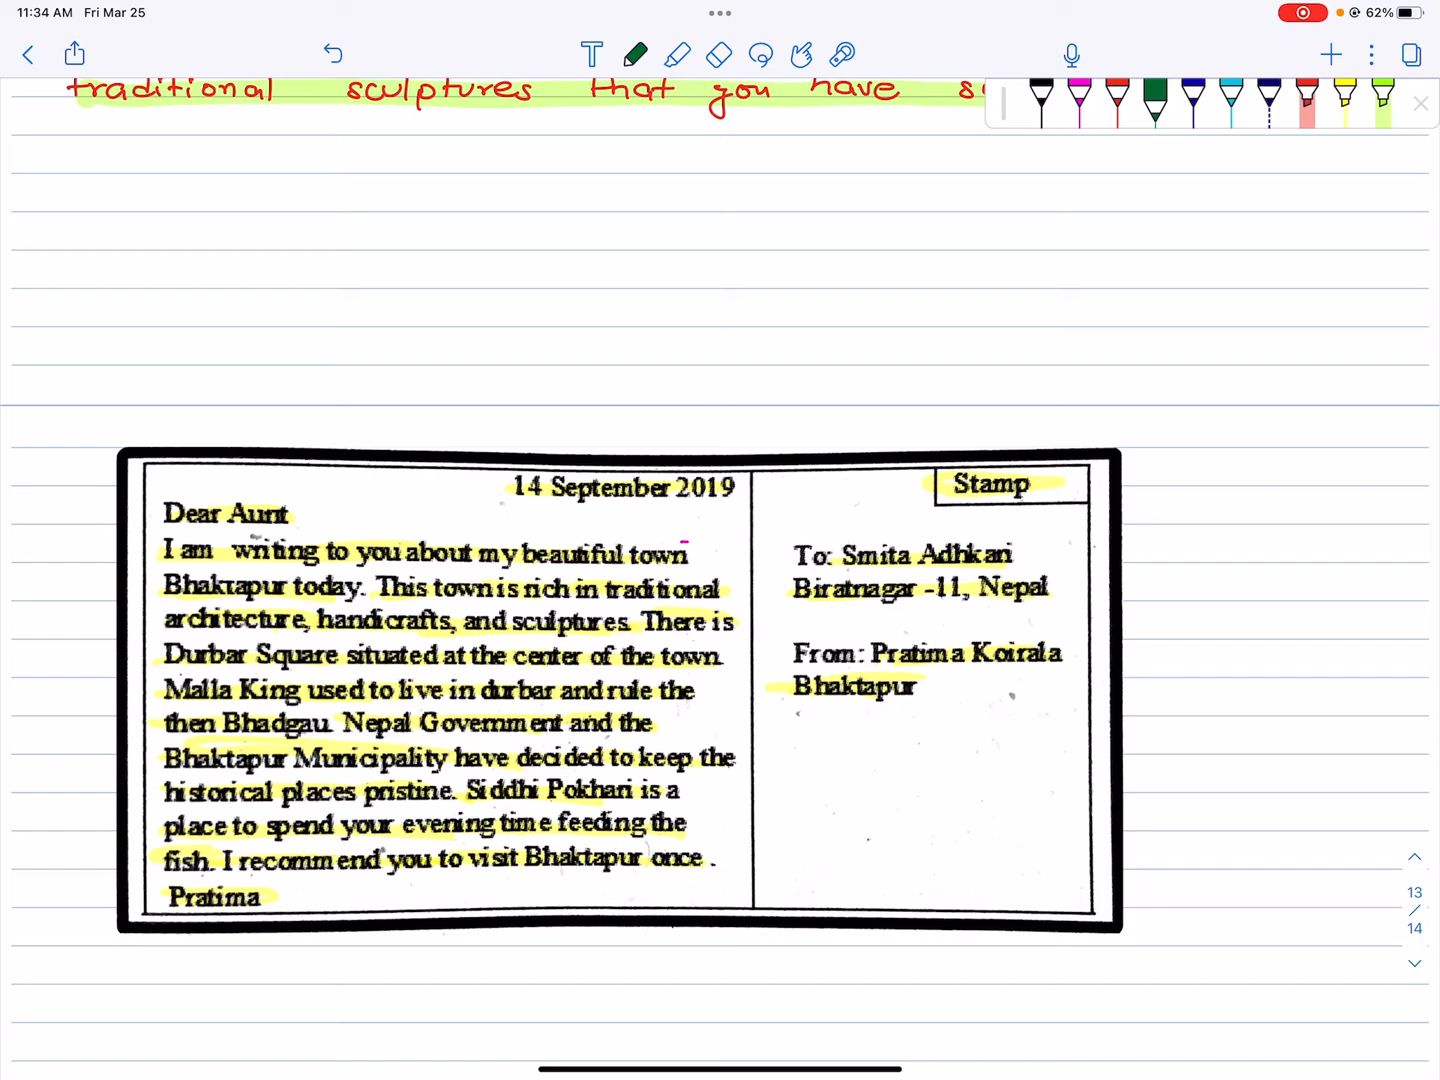 11:34 AM Fri Mar 25
62%
traditional sculptures that you have
14 September 2019
Dear Aunt
I am writing to you about my beautiful town
Bhaktapur today. This town is rich in traditional
architecture, handicrafts, and sculptures. There is
Durbar Square situated at the center of the town.
Malla King used to live in durbar and rule the
then Bhadgau. Nepal Government and the
Bhaktapur Municipality have decided to keep the
historical places pristine. Siddhi Pokhari is a
place to spend your evening time feeding the
fish. I recommend you to visit Bhaktapur once.
Pratima
Stamp
To: Smita Adhkari
Biratnagar -11, Nepal
From: Pratima Koirala
Bhaktapur
13
/
14